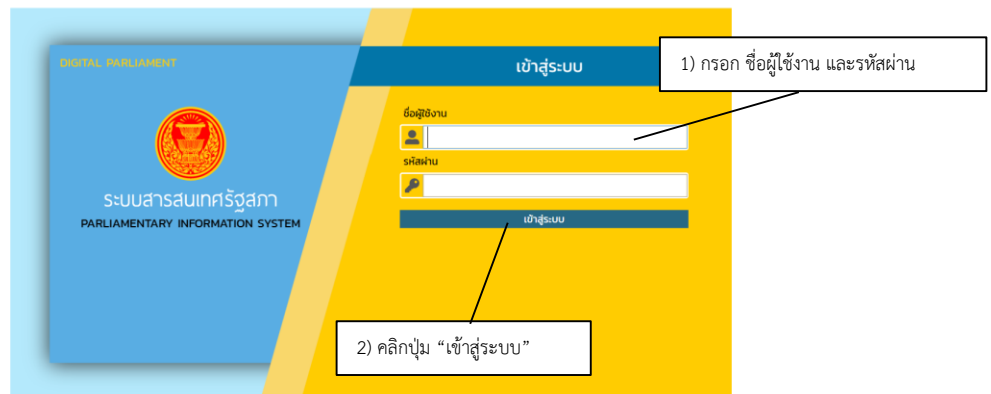 DIGITAL PARLIAMENT
ระบบสารสนเทศรัฐสภา
PARLIAMENTARY INFORMATION SYSTEM
เข้าสู่ระบบ
1) กรอก ชื่อผู้ใช้งาน และรหัสผ่าน
ชื่อผู้ใช้งาน
รหัสผ่าน
เข้าสู่ระบบ
2) คลิกปุ่ม “เข้าสู่ระบบ”